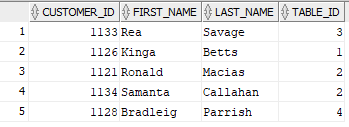 CUSTOMER_ID FIRST_NAME LAST_NAME TABLE_ID
1 1133 Rea Savage 3
2 1126 Kinga Betts 1
3 1121 Ronald Macias 2
4 1134 Samanta Callahan 2
5 1128 Bradleig Parrish 4